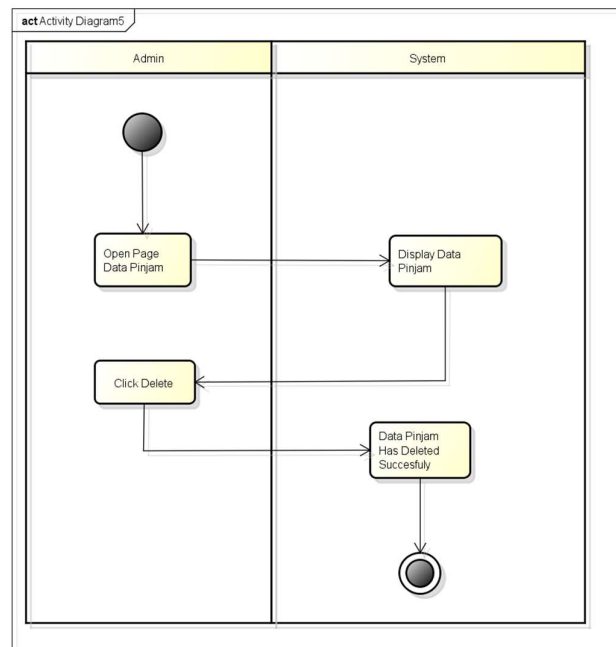 act Activity Diagram5
Admin
System
Open Page
Data Pinjam
Display Data
Pinjam
Click Delete
Data Pinjam
Has Deleted
Succesfuly